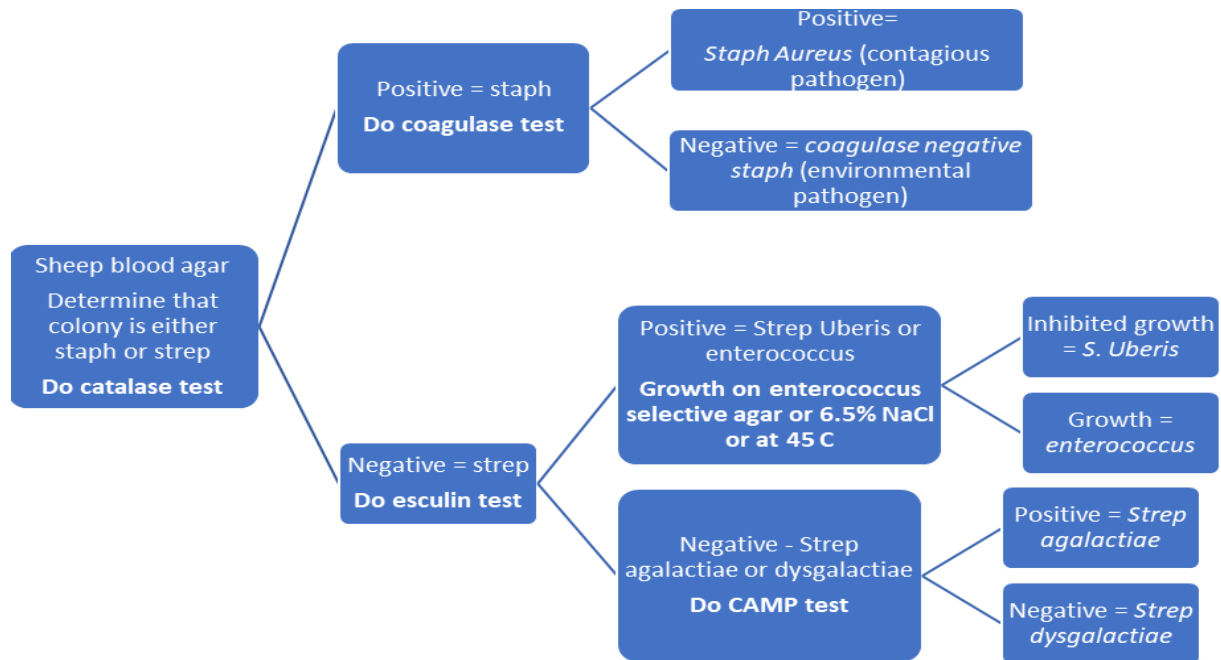 Sheep blood agar
Determine that
colony is either
staph or strep
Do catalase test
Positive = staph
Do coagulase test
Positive=
Staph Aureus (contagious
pathogen)
Negative = coagulase negative
staph (environmental
pathogen)
Negative = strep
Do esculin test
Positive = Strep Uberis or
enterococcus
Growth on enterococcus
selective agar or 6.5% NaCl
or at 45 C
Inhibited growth
= S. Uberis
Growth =
enterococcus
Negative - Strep
agalactiae or dysgalactiae
Do CAMP test
Positive = Strep
agalactiae
Negative = Strep
dysgalactiae